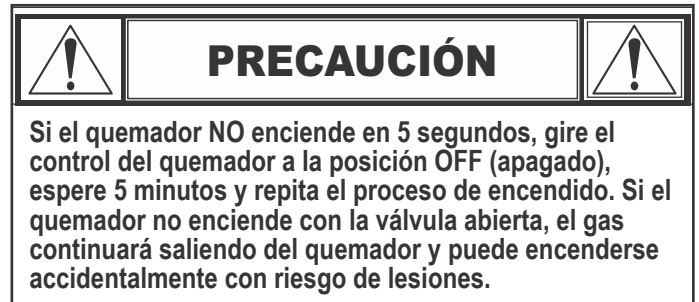 PRECAUCIÓN
Si el quemador NO enciende en 5 segundos, gire el
control del quemador a la posición OFF (apagado),
espere 5 minutos y repita el proceso de encendido. Si el
quemador no enciende con la válvula abierta, el gas
continuará saliendo del quemador y puede encenderse
accidentalmente con riesgo de lesiones.